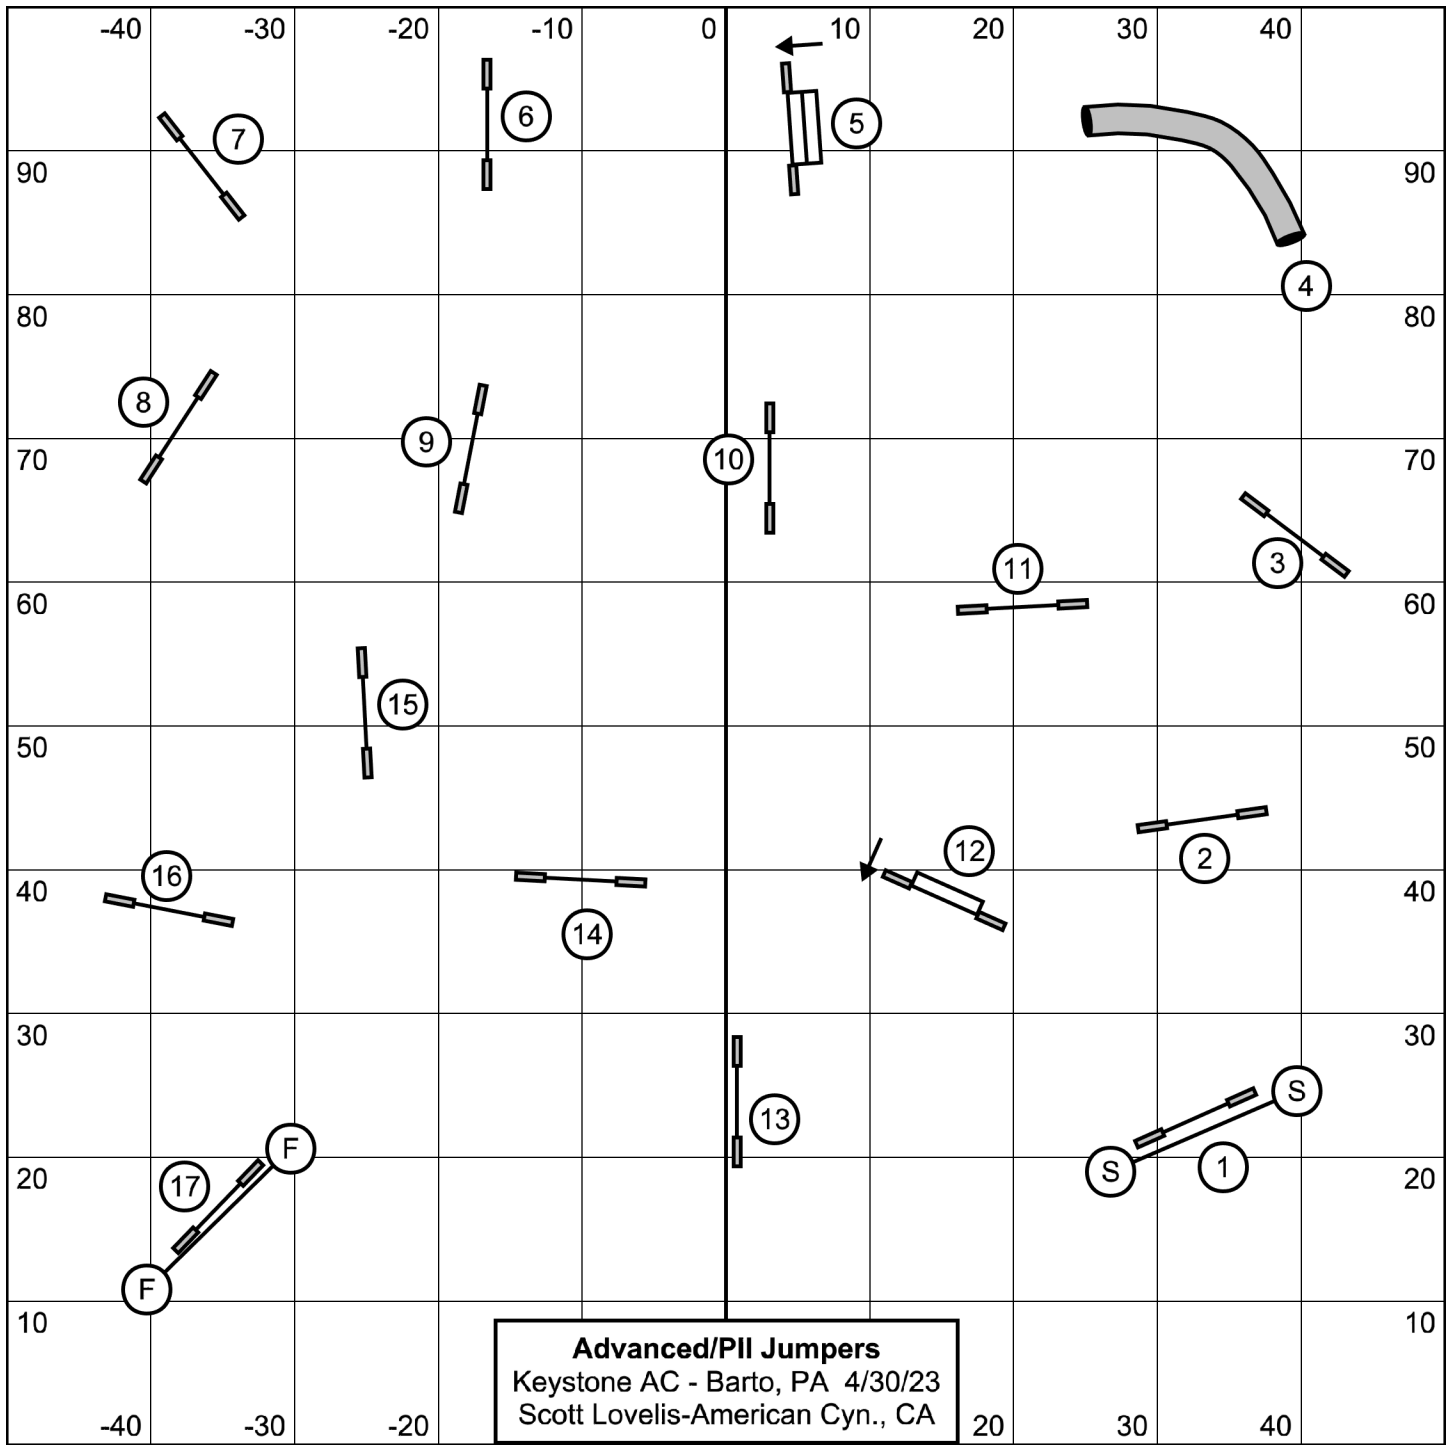 -40 -30 -20 -10 0 10 20 30 40
7 6 5
90 90
4
80 80
8 9 10
70 70
3
11
60 60
15
50 50
12 2
16
40 40
14
30 30
S
13
F 1
17 S
20 20
F
10 10
Advanced/PII Jumpers
Keystone AC - Barto, PA 4/30/23
Scott Lovelis-American Cyn., CA
-40 -30 -20 20 30 40